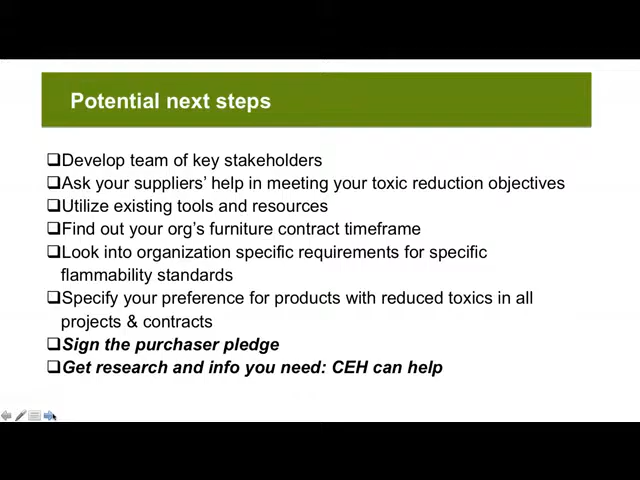 Potential next steps
❑Develop team of key stakeholders
❑Ask your suppliers’ help in meeting your toxic reduction objectives
❑Utilize existing tools and resources
❑Find out your org’s furniture contract timeframe
❑Look into organization specific requirements for specific
flammability standards
❑Specify your preference for products with reduced toxics in all
projects & contracts
❑Sign the purchaser pledge
❑Get research and info you need: CEH can help